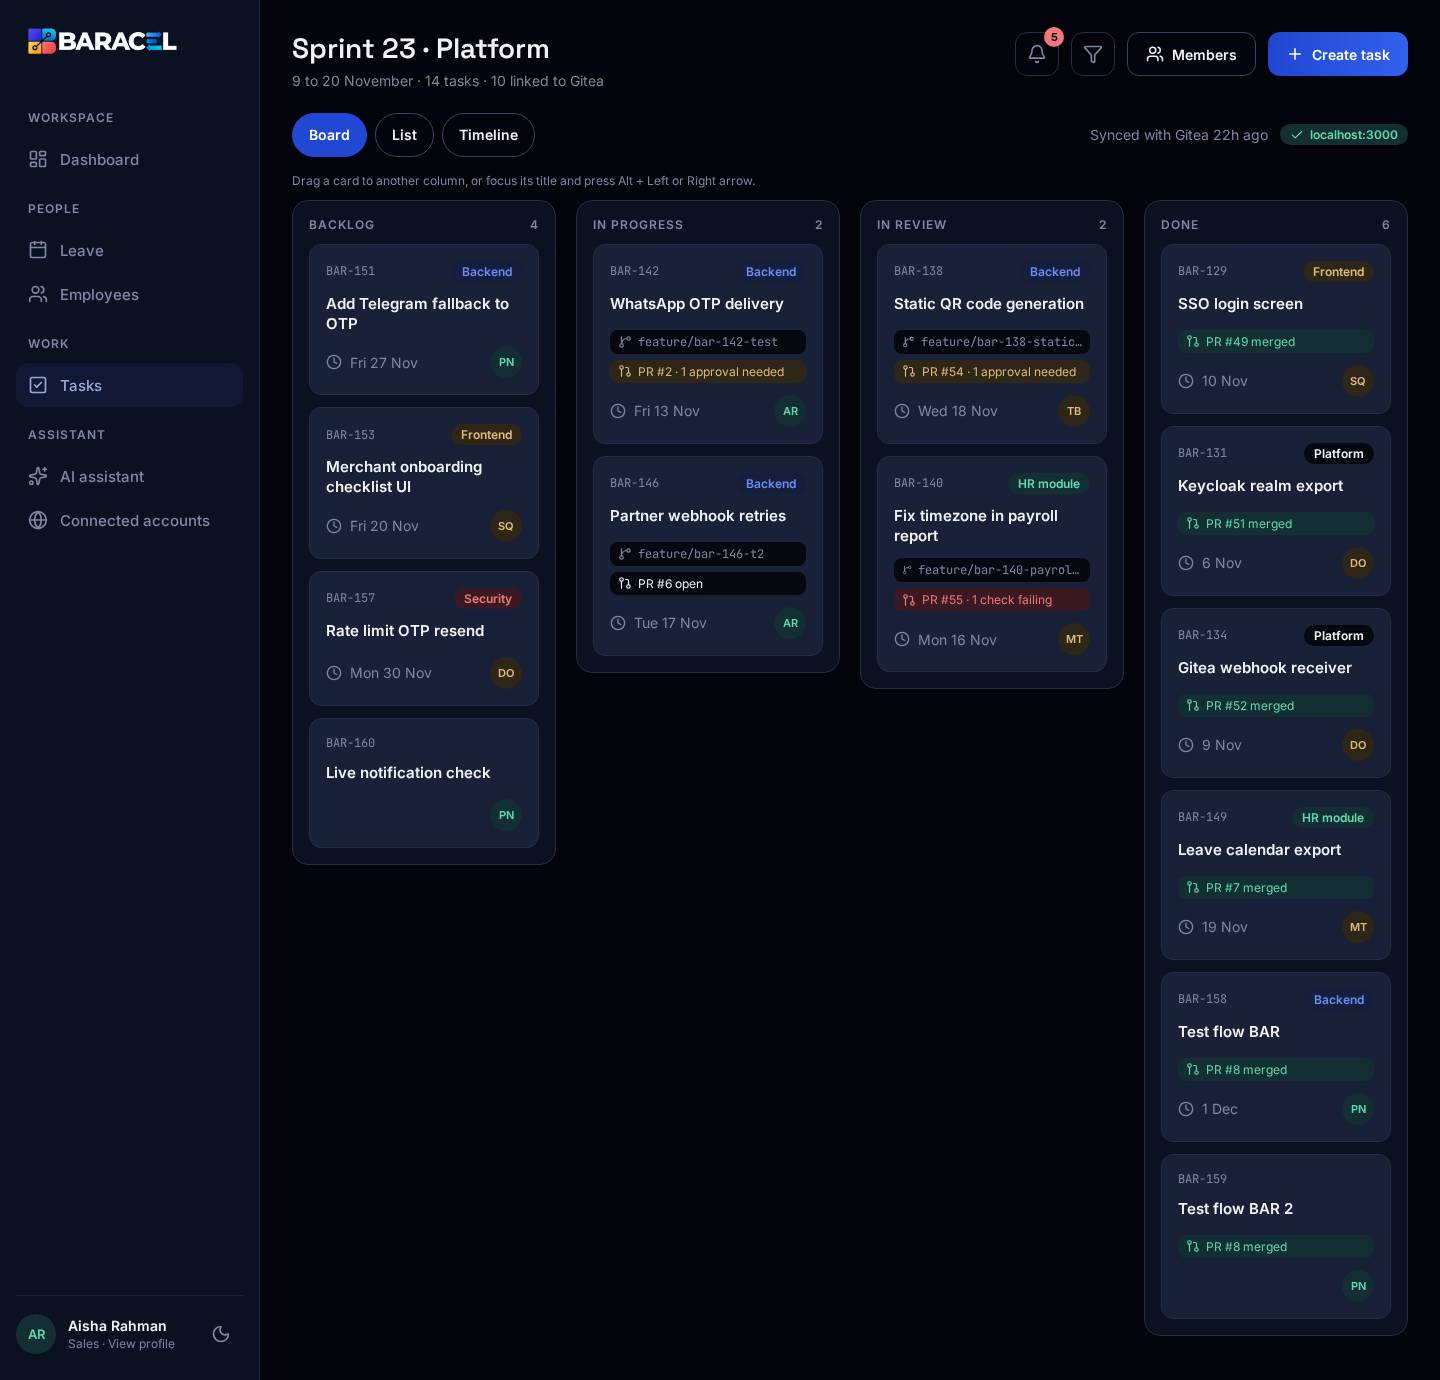 BARACEL
WORKSPACE
Dashboard
PEOPLE
Leave
Employees
WORK
Tasks
ASSISTANT
AI assistant
Connected accounts
AR
Aisha Rahman
Sales · View profile
Sprint 23 · Platform
9 to 20 November · 14 tasks · 10 linked to Gitea
5
Members
Create task
Board
List
Timeline
Synced with Gitea 22h ago
localhost:3000
Drag a card to another column, or focus its title and press Alt + Left or Right arrow.
BACKLOG 4
BAR-151 Backend
Add Telegram fallback to
OTP
Fri 27 Nov PN
BAR-153 Frontend
Merchant onboarding
checklist UI
Fri 20 Nov SQ
BAR-157 Security
Rate limit OTP resend
Mon 30 Nov DO
BAR-160
Live notification check
PN
IN PROGRESS 2
BAR-142 Backend
WhatsApp OTP delivery
feature/bar-142-test
PR #2 · 1 approval needed
Fri 13 Nov AR
BAR-146 Backend
Partner webhook retries
feature/bar-146-t2
PR #6 open
Tue 17 Nov AR
IN REVIEW 2
BAR-138 Backend
Static QR code generation
feature/bar-138-static…
PR #54 · 1 approval needed
Wed 18 Nov TB
BAR-140 HR module
Fix timezone in payroll
report
feature/bar-140-payrol…
PR #55 · 1 check failing
Mon 16 Nov MT
DONE 6
BAR-129 Frontend
SSO login screen
PR #49 merged
10 Nov SQ
BAR-131 Platform
Keycloak realm export
PR #51 merged
6 Nov DO
BAR-134 Platform
Gitea webhook receiver
PR #52 merged
9 Nov DO
BAR-149 HR module
Leave calendar export
PR #7 merged
19 Nov MT
BAR-158 Backend
Test flow BAR
PR #8 merged
1 Dec PN
BAR-159
Test flow BAR 2
PR #8 merged
PN